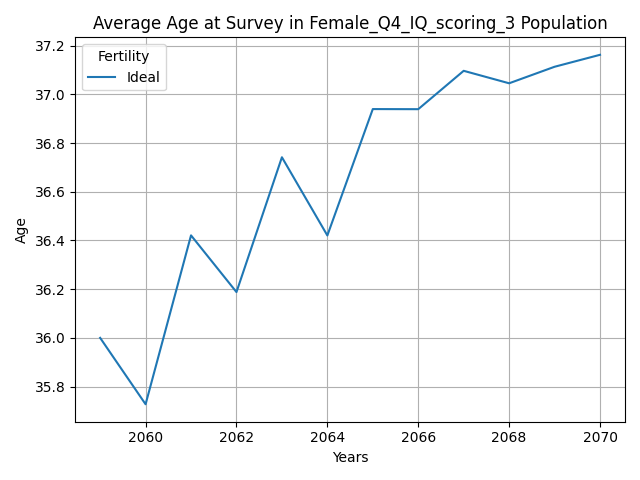 Average Age at Survey in Female_Q4_IQ_scoring_3 Population
Fertility
Ideal
37.2
37.0
36.8
36.6
36.4
36.2
36.0
35.8
Age
2060 2062 2064 2066 2068 2070
Years